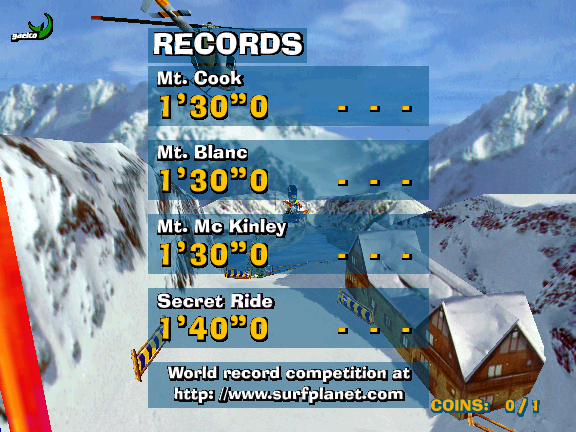 gaelco
RECORDS
Mt. Cook
1'30"0 - - -
Mt. Blanc
1'30"0 - - -
Mt. Mc Kinley
1'30"0 - - -
Secret Ride
1'40"0 - - -
World record competition at
http: //www.surfplanet.com
COINS: 0/1